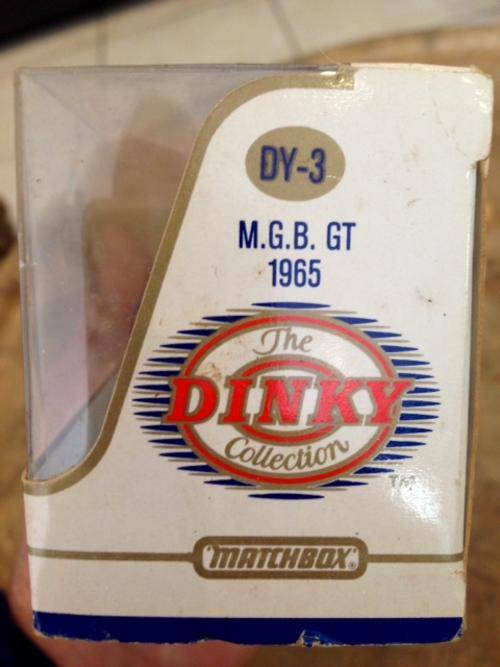 DY-3
M.G.B. GT
1965
The
DINKY
Collection
TM
MATCHBOX®